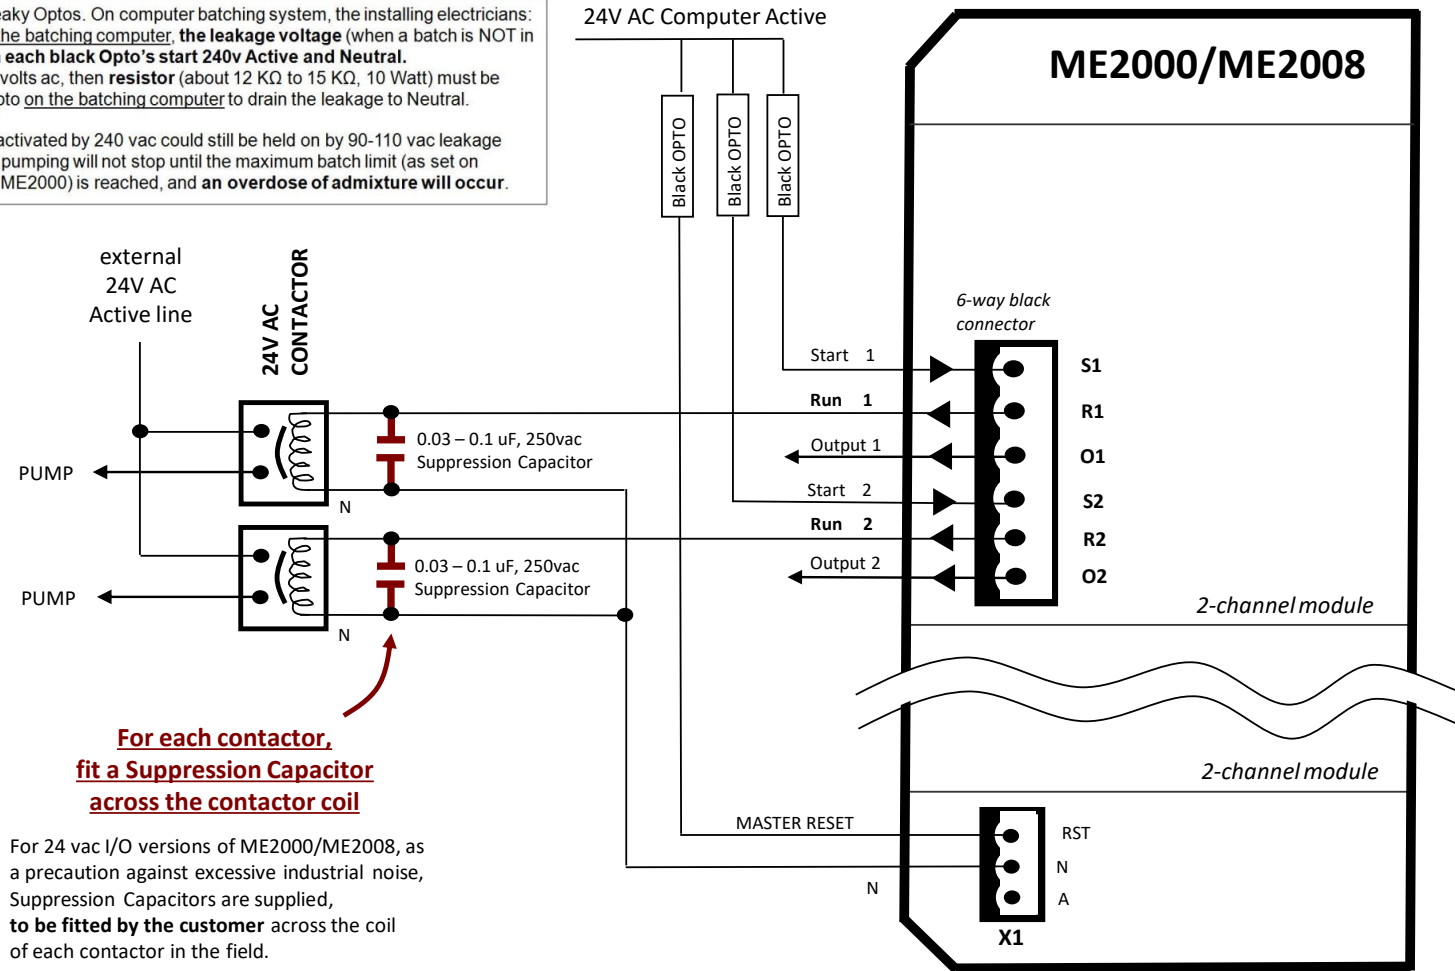 eaky Optos. On computer batching system, the installing electricians:
the batching computer, the leakage voltage (when a batch is NOT in
each black Opto's start 240v Active and Neutral.
volts ac, then resistor (about 12 KΩ to 15 KΩ, 10 Watt) must be
pto on the batching computer to drain the leakage to Neutral.
activated by 240 vac could still be held on by 90-110 vac leakage
pumping will not stop until the maximum batch limit (as set on
ME2000) is reached, and an overdose of admixture will occur.
24V AC Computer Active
Black OPTO
Black OPTO
Black OPTO
ME2000/ME2008
external
24V AC
Active line
24V AC
CONTACTOR
6-way black
connector
Start 1
S1
Run 1
R1
Output 1
O1
Start 2
S2
Run 2
R2
Output 2
O2
PUMP
0.03 – 0.1 uF, 250vac
Suppression Capacitor
N
PUMP
0.03 – 0.1 uF, 250vac
Suppression Capacitor
N
2-channel module
2-channel module
For each contactor,
fit a Suppression Capacitor
across the contactor coil
For 24 vac I/O versions of ME2000/ME2008, as
a precaution against excessive industrial noise,
Suppression Capacitors are supplied,
to be fitted by the customer across the coil
of each contactor in the field.
MASTER RESET
RST
N
N
A
X1